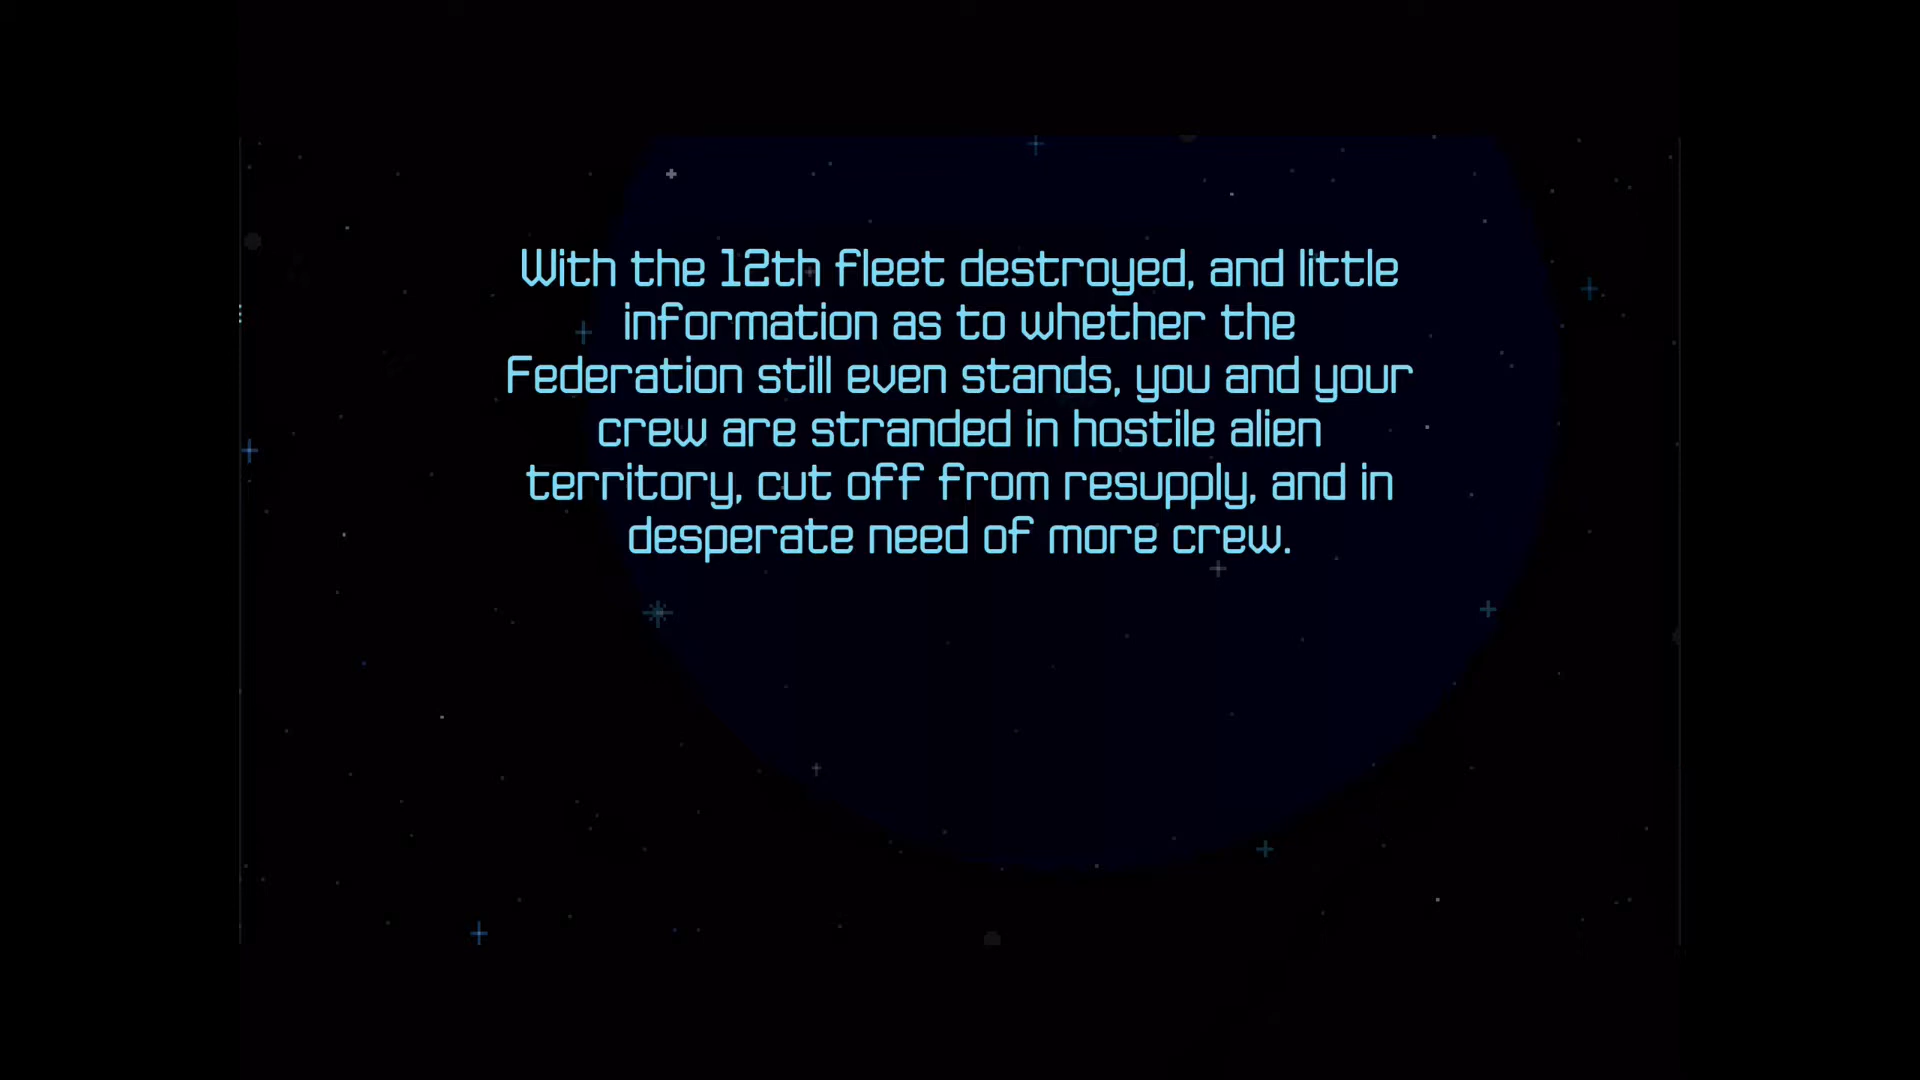 With the 12th fleet destroyed, and little
information as to whether the
Federation still even stands, you and your
crew are stranded in hostile alien
territory, cut off from resupply, and in
desperate need of more crew.